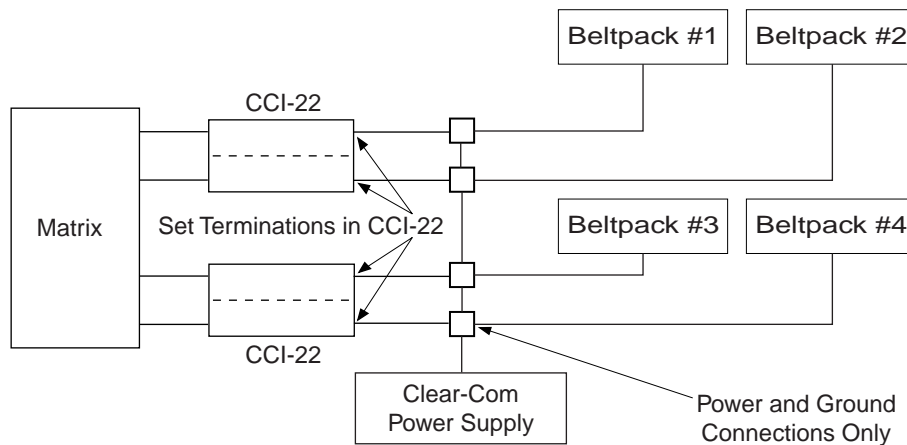 Beltpack #1
Beltpack #2
CCI-22
Matrix
Set Terminations in CCI-22
Beltpack #3
Beltpack #4
CCI-22
Clear-Com
Power Supply
Power and Ground
Connections Only